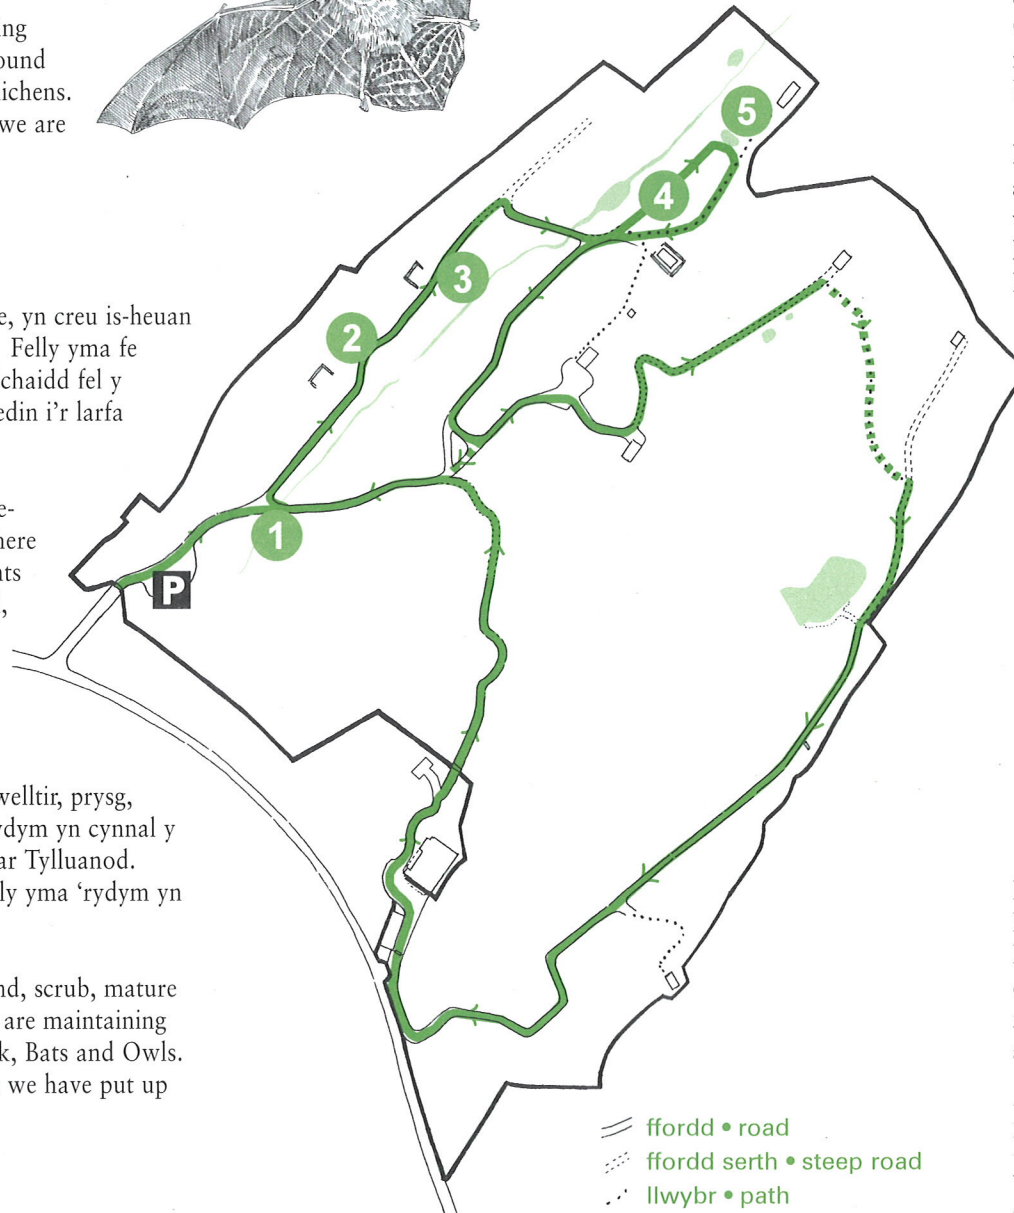 ing
ound
ichens.
we are
e, yn creu is-heuan
Felly yma fe
chaidd fel y
edin i'r larfa
e-
here
nts
,
welltir, prysg,
ydym yn cynnal y
ar Tylluanod.
ly yma 'rydym yn
nd, scrub, mature
are maintaining
k, Bats and Owls.
we have put up
5
4
3
2
1
P
ffordd • road
ffordd serth • steep road
llwybr • path